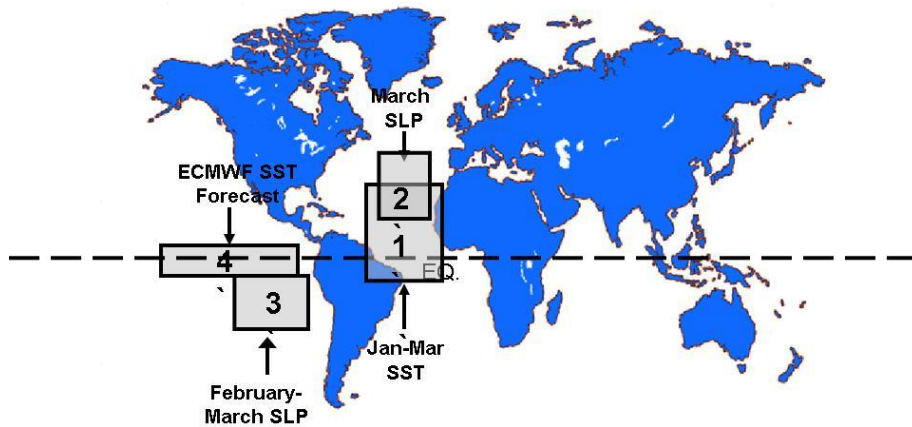 March
SLP
ECMWF SST
Forecast
2
1
4
EQ.
3
Jan-Mar
SST
February-
March SLP